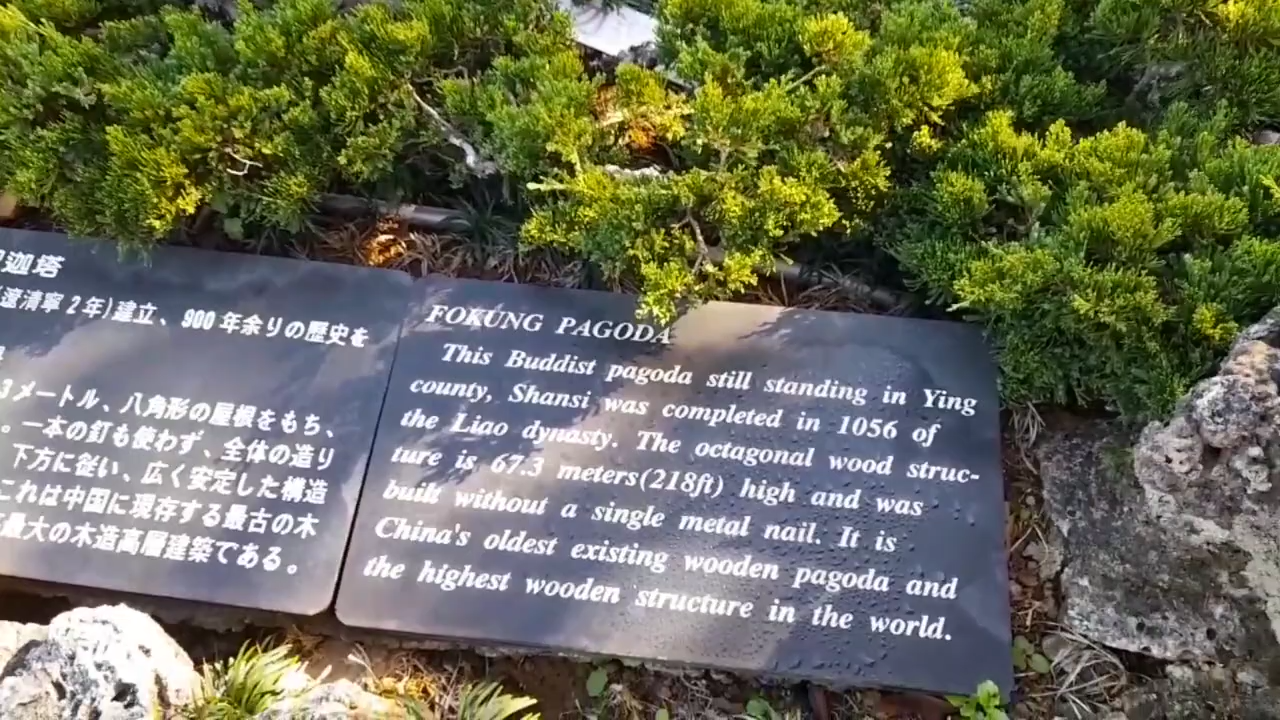 迦塔
(遼清寧2年)建立、900年余りの歴史を
3メートル、八角形の屋根をもち、
。一本の釘も使わず、全体の造り
下方に従い、広く安定した構造
これは中国に現存する最古の木
最大の木造高層建築である。
FOKUNG PAGODA
This Buddist pagoda still standing in Ying
county, Shansi was completed in 1056 of
the Liao dynasty. The octagonal wood struc-
ture is 67.3 meters(218ft) high and was
built without a single metal nail. It is
China's oldest existing wooden pagoda and
the highest wooden structure in the world.